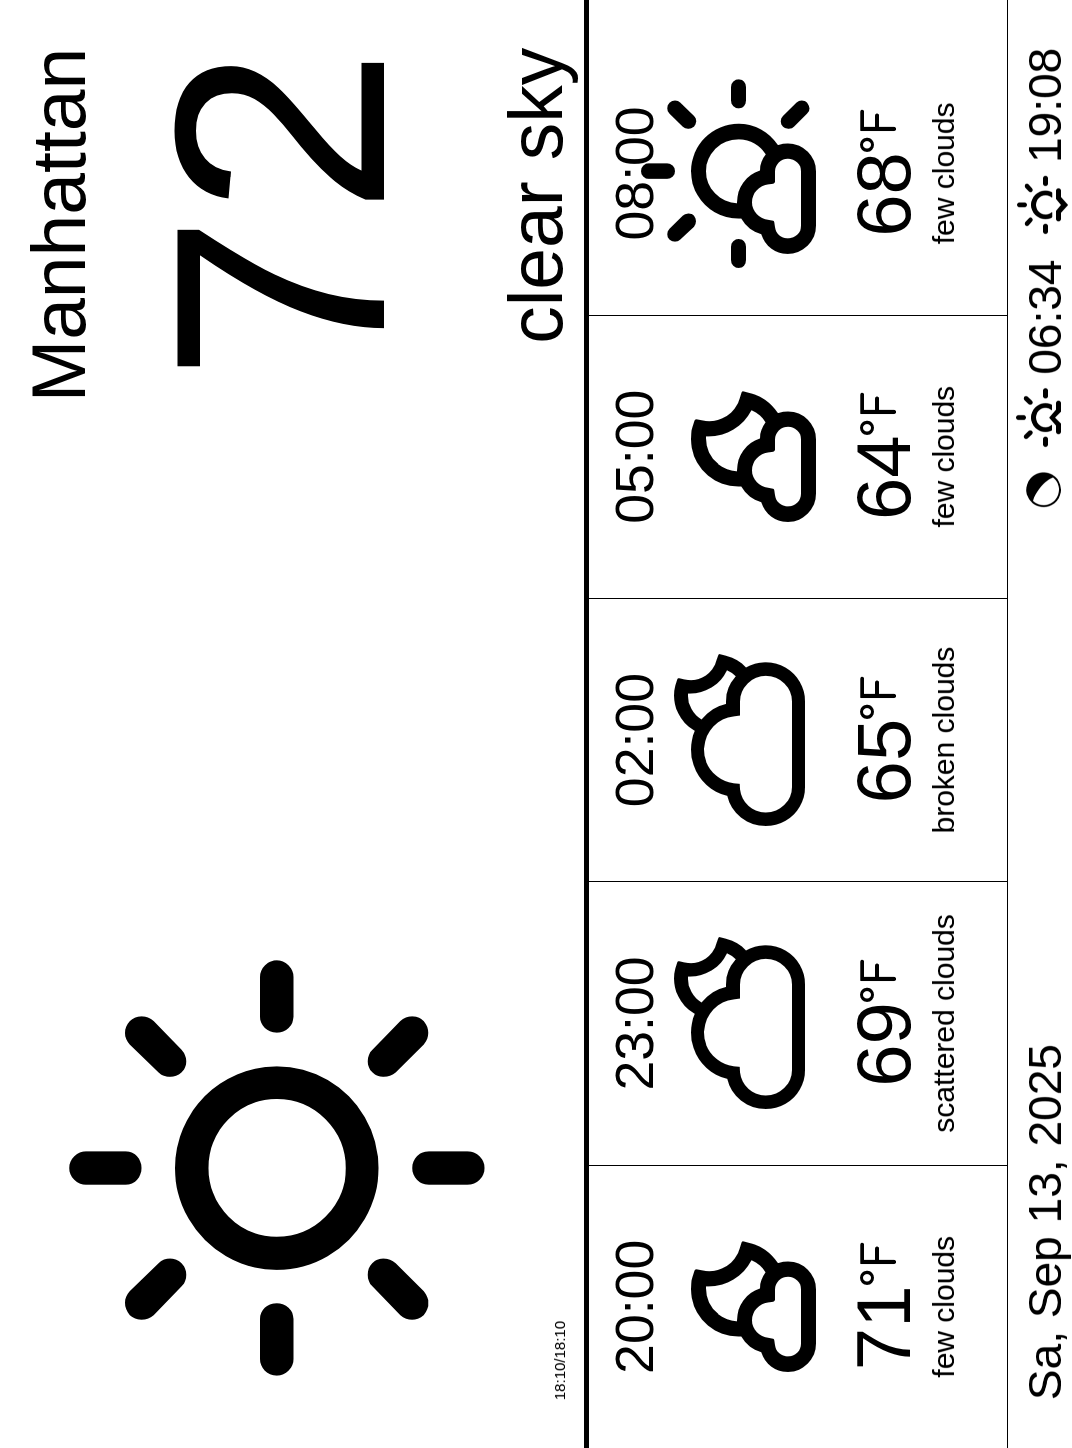 Manhattan
72
clear sky
18:10/18:10
20:00
71°F
few clouds
23:00
69°F
scattered clouds
02:00
65°F
broken clouds
05:00
64°F
few clouds
08:00
68°F
few clouds
Sa, Sep 13, 2025
06:34
19:08